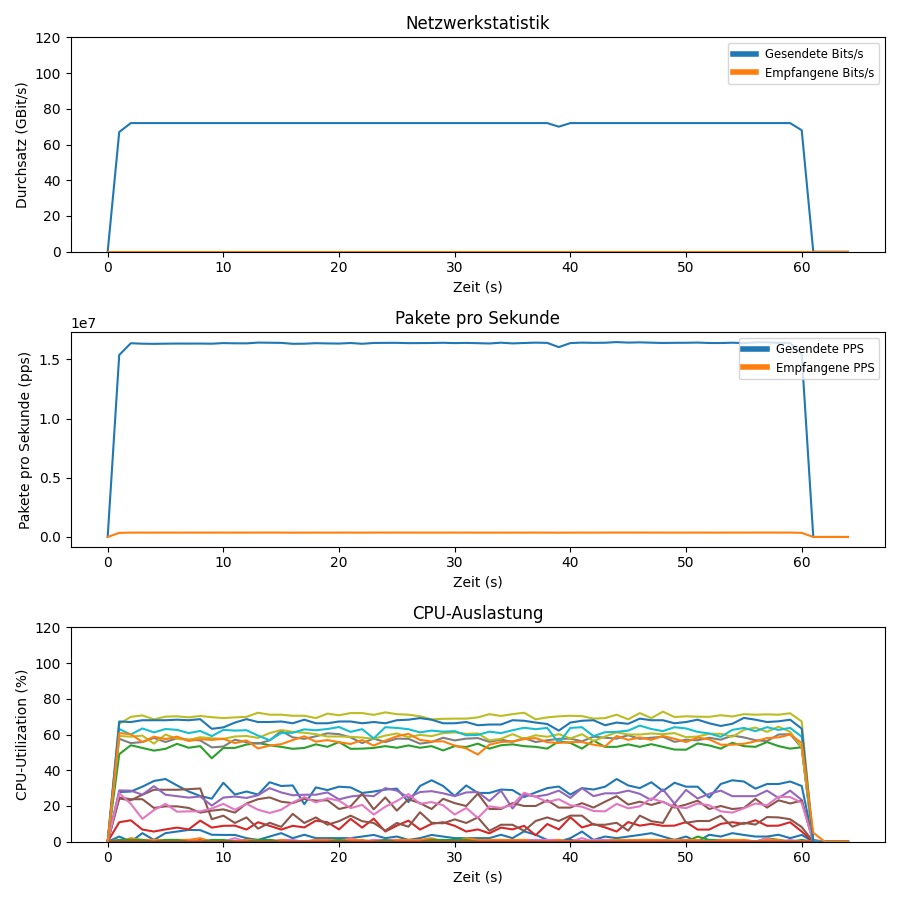 Netzwerkstatistik
120
100
80
60
40
20
0
Durchsatz (GBit/s)
Gesendete Bits/s
Empfangene Bits/s
0 10 20 30 40 50 60
Zeit (s)
Pakete pro Sekunde
1e7
1.5
1.0
0.5
0.0
Pakete pro Sekunde (pps)
Gesendete PPS
Empfangene PPS
0 10 20 30 40 50 60
Zeit (s)
CPU-Auslastung
120
100
80
60
40
20
0
CPU-Utilization (%)
0 10 20 30 40 50 60
Zeit (s)